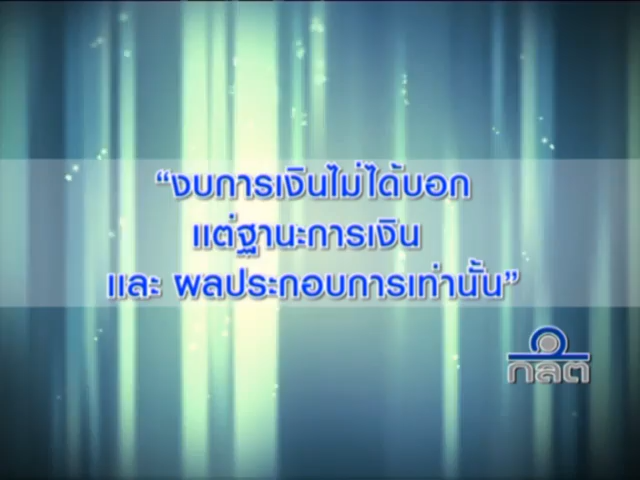 “งบการเงินไม่ได้บอก
แต่ฐานะการเงิน
และ ผลประกอบการเท่านั้น”
กลต